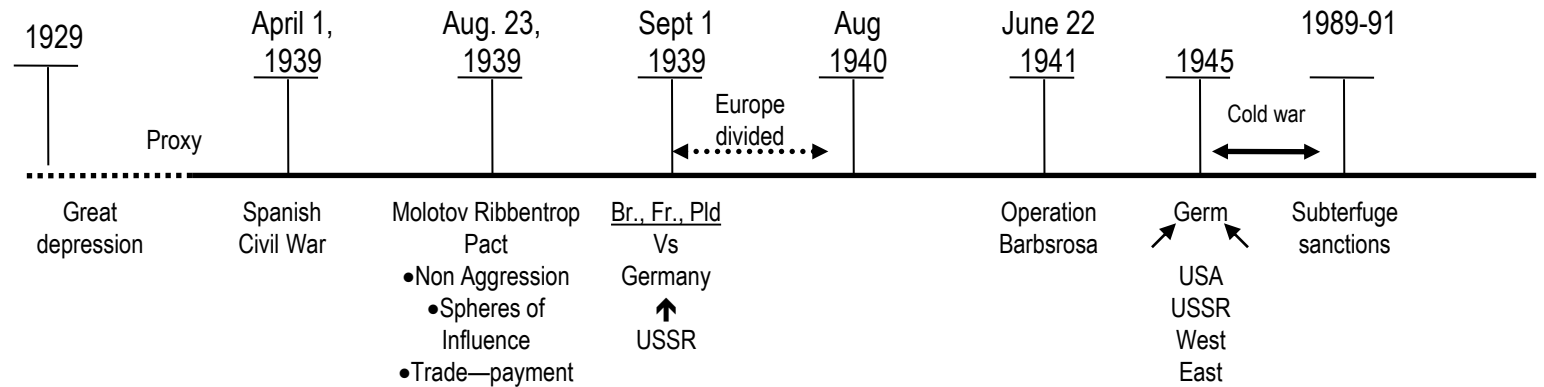 1929
April 1,
1939
Aug. 23,
1939
Sept 1
1939
Aug
1940
June 22
1941
1945
1989-91
Proxy
Europe
divided
Cold war
Great
depression
Spanish
Civil War
Molotov Ribbentrop
Pact
•Non Aggression
•Spheres of
Influence
•Trade—payment
Br., Fr., Pld
Vs
Germany
USSR
Operation
Barbsrosa
Germ
USA
USSR
West
East
Subterfuge
sanctions